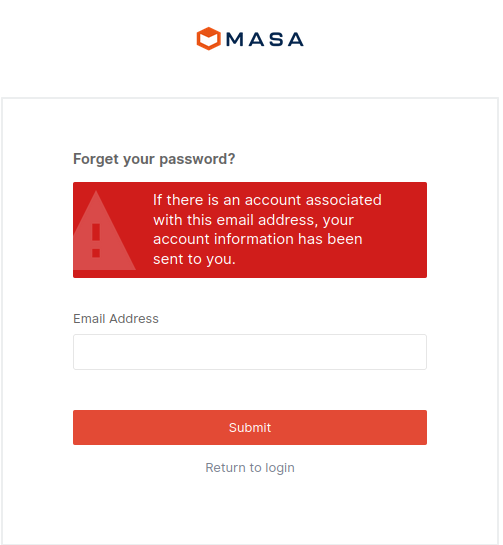 MASA
Forget your password?
If there is an account associated
with this email address, your
account information has been
sent to you.
Email Address
Submit
Return to login